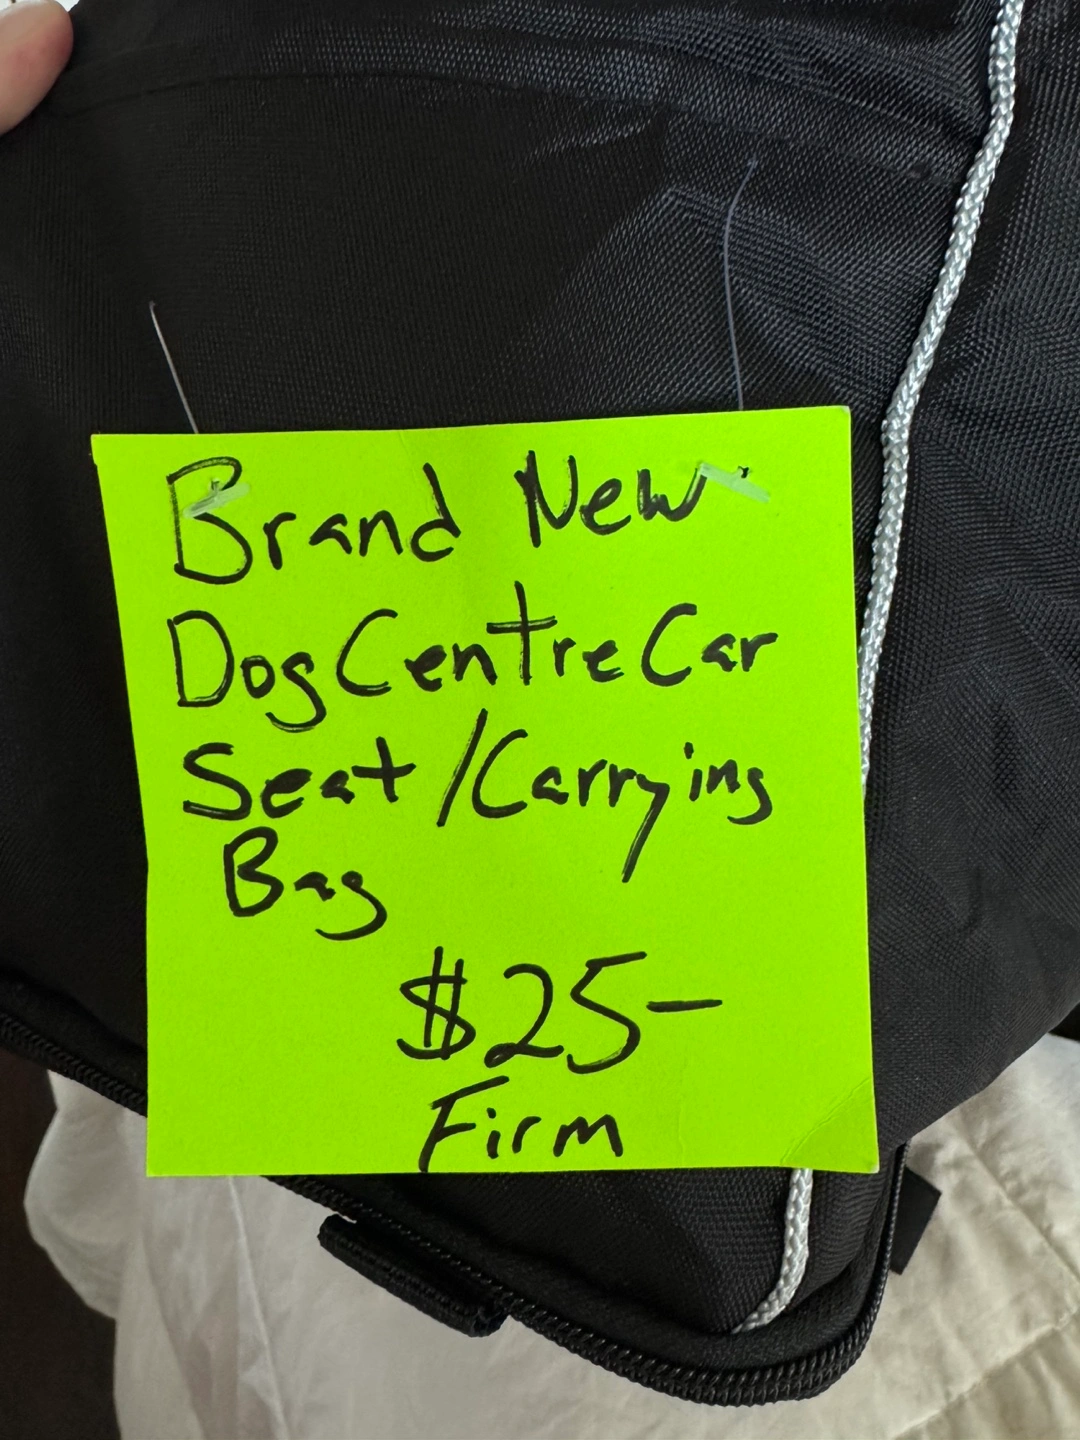 Brand New
Dog Centre Car
Seat/Carrying
Bag
$25-
Firm